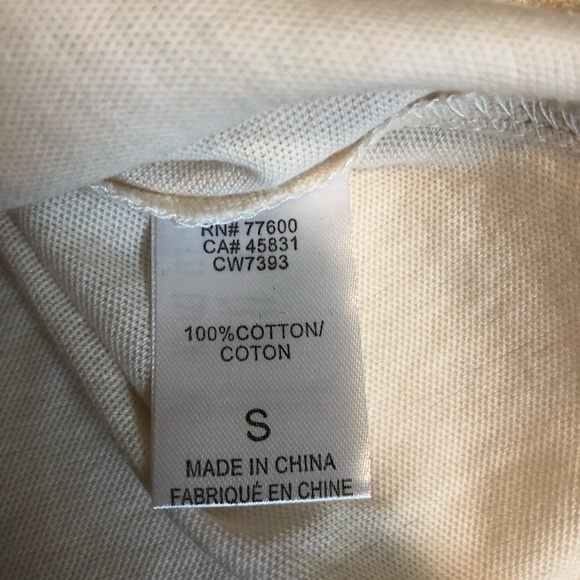 RN# 77600
CA# 45831
CW7393
100%COTTON/
COTON
S
MADE IN CHINA
FABRIQUÉ EN CHINE